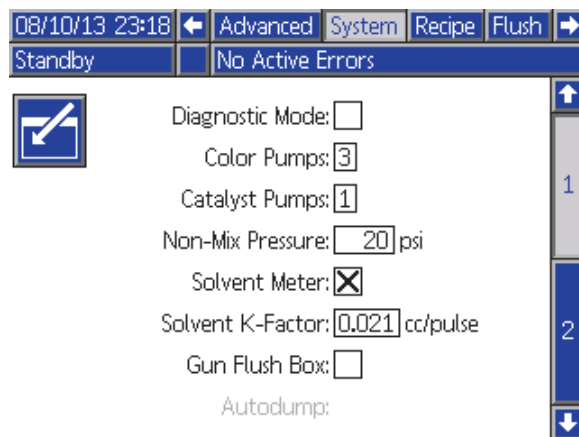 08/10/13 23:18 Advanced System Recipe Flush
Standby No Active Errors
Diagnostic Mode:
Color Pumps: 3
1
Catalyst Pumps: 1
Non-Mix Pressure: 20 psi
Solvent Meter:
Solvent K-Factor: 0.021 cc/pulse
2
Gun Flush Box:
Autodump: